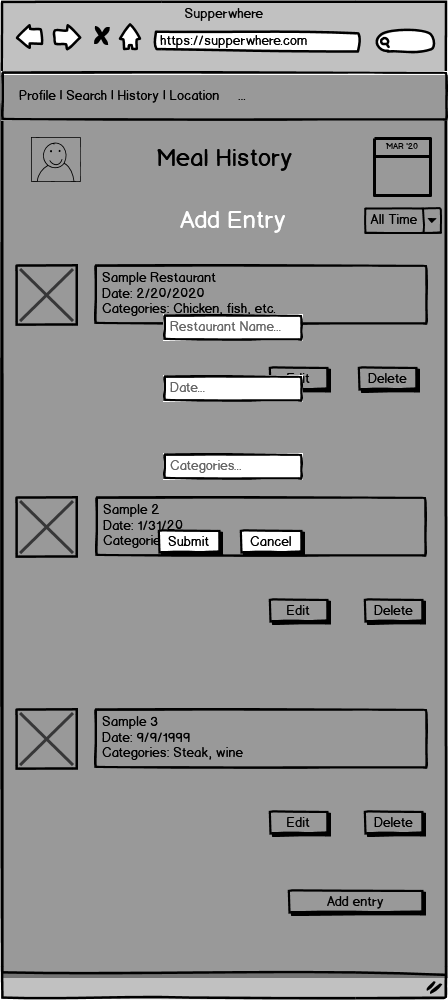 Supperwhere
https://supperwhere.com
Profile | Search | History | Location ...
Meal History
MAR '20
Add Entry
All Time
Sample Restaurant
Date: 2/20/2020
Categories: Chicken, fish, etc.
Restaurant Name...
Date...
Delete
Categories...
Sample 2
Date: 1/31/20
Submit
Cancel
Edit
Delete
Sample 3
Date: 9/9/1999
Categories: Steak, wine
Edit
Delete
Add entry